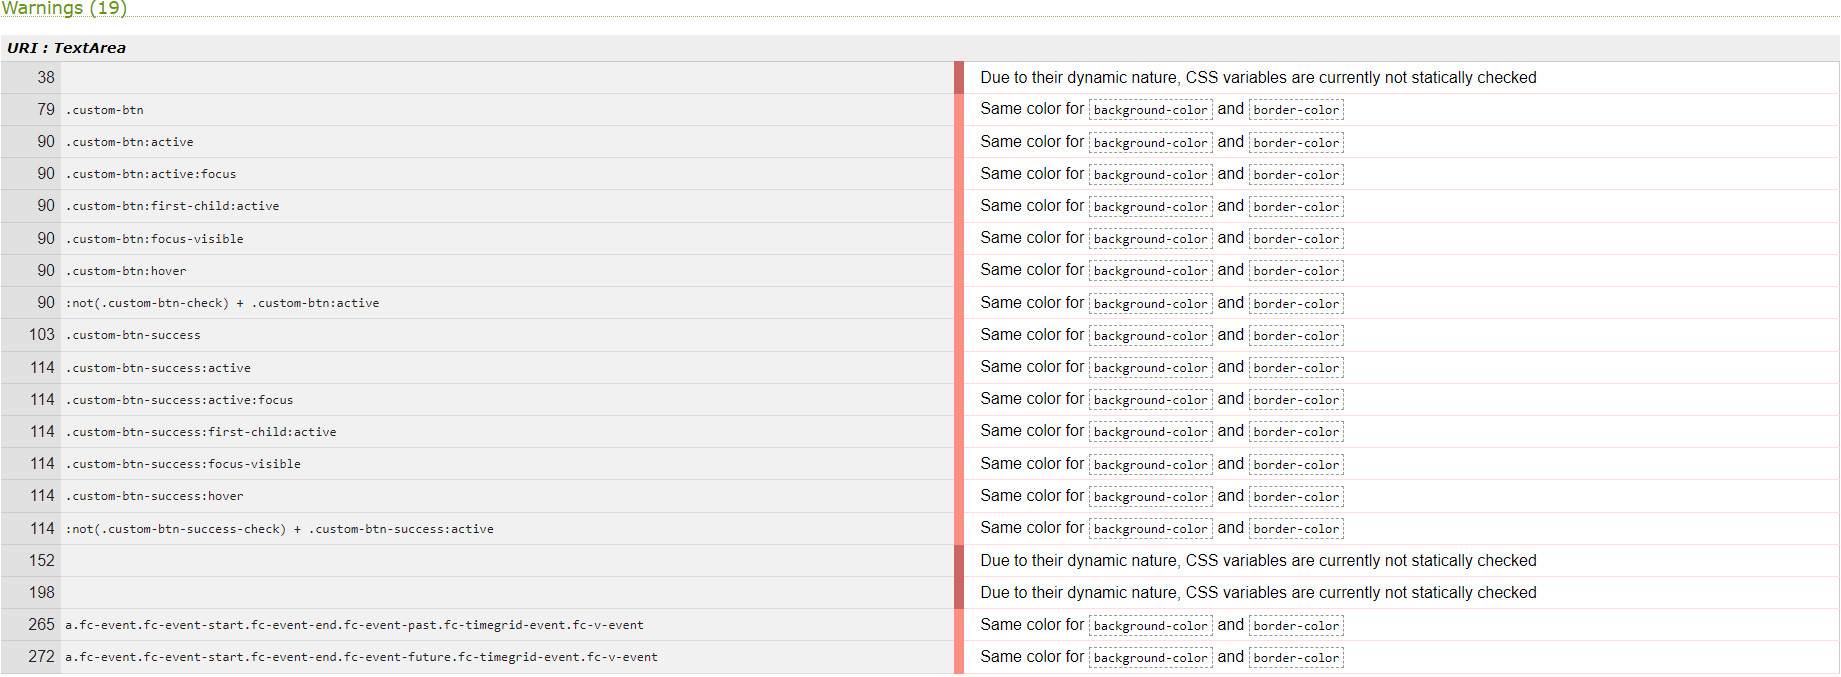 Warnings (19)
URI : TextArea
38 Due to their dynamic nature, CSS variables are currently not statically checked
79 .custom-btn Same color for background-color and border-color
90 .custom-btn:active Same color for background-color and border-color
90 .custom-btn:active:focus Same color for background-color and border-color
90 .custom-btn:first-child:active Same color for background-color and border-color
90 .custom-btn:focus-visible Same color for background-color and border-color
90 .custom-btn:hover Same color for background-color and border-color
90 :not(.custom-btn-check) + .custom-btn:active Same color for background-color and border-color
103 .custom-btn-success Same color for background-color and border-color
114 .custom-btn-success:active Same color for background-color and border-color
114 .custom-btn-success:active:focus Same color for background-color and border-color
114 .custom-btn-success:first-child:active Same color for background-color and border-color
114 .custom-btn-success:focus-visible Same color for background-color and border-color
114 .custom-btn-success:hover Same color for background-color and border-color
114 :not(.custom-btn-success-check) + .custom-btn-success:active Same color for background-color and border-color
152 Due to their dynamic nature, CSS variables are currently not statically checked
198 Due to their dynamic nature, CSS variables are currently not statically checked
265 a.fc-event.fc-event-start.fc-event-end.fc-event-past.fc-timegrid-event.fc-v-event Same color for background-color and border-color
272 a.fc-event.fc-event-start.fc-event-end.fc-event-future.fc-timegrid-event.fc-v-event Same color for background-color and border-color